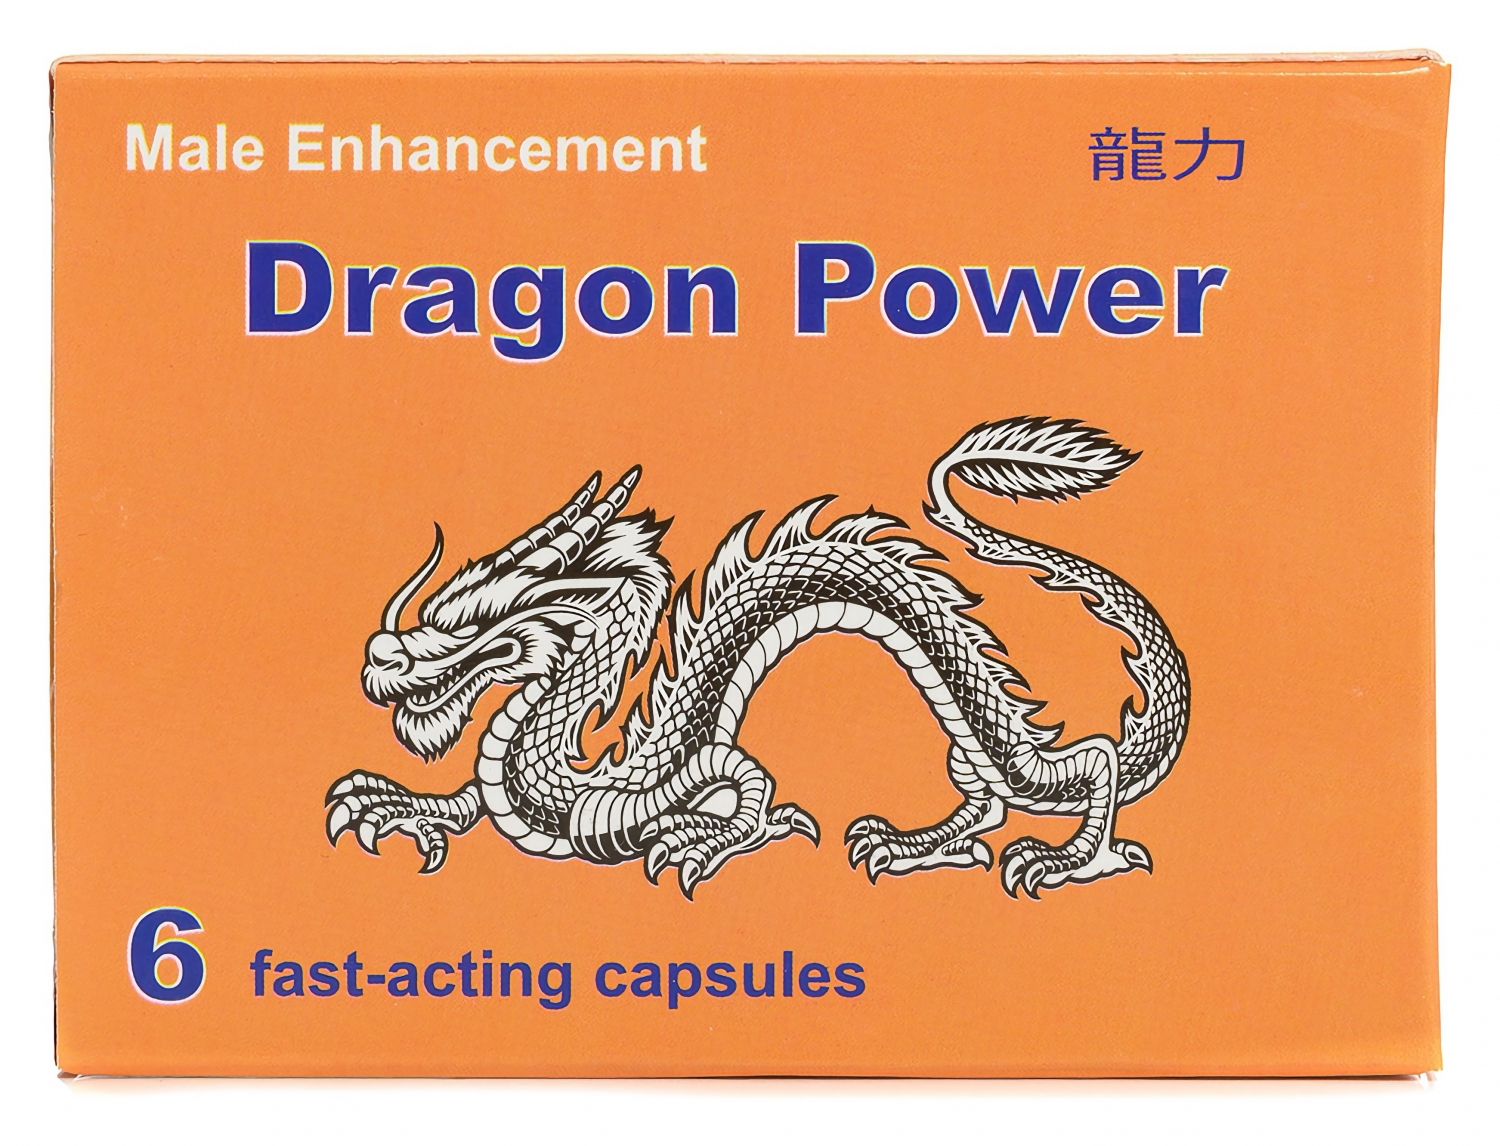 Male Enhancement
龍力
Dragon Power
6 fast-acting capsules